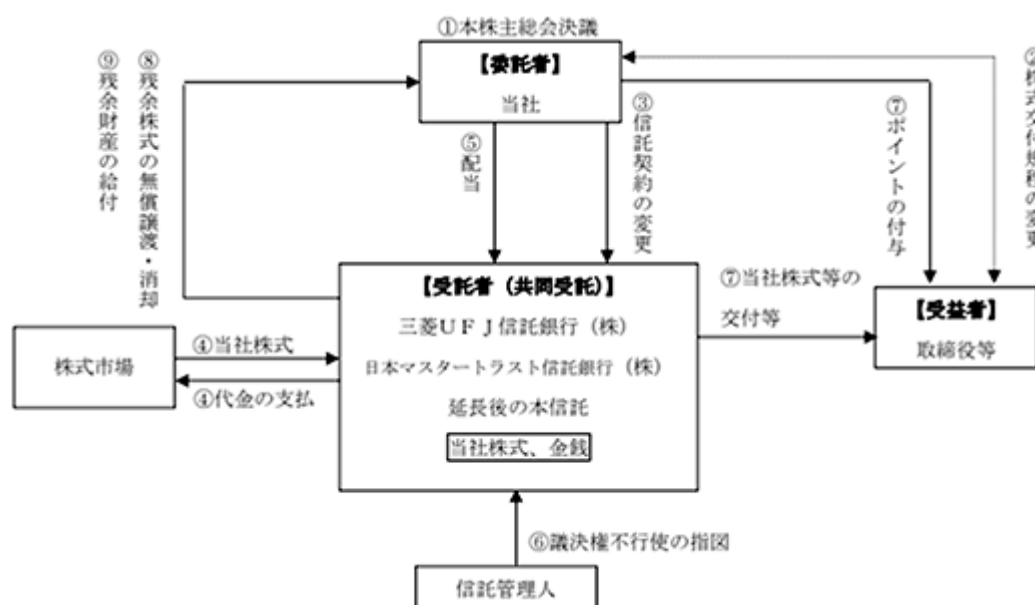 ①本株主総会決議
【委託者】
当社
⑨残余財産の給付
⑧残余株式の無償譲渡・消却
⑤配当
③信託契約の変更
⑦ポイントの付与
株式交付規程の変更
【受託者（共同受託）】
三菱ＵＦＪ信託銀行（株）
日本マスタートラスト信託銀行（株）
延長後の本信託
当社株式、金銭
⑦当社株式等の
交付等
【受益者】
取締役等
株式市場
④当社株式
④代金の支払
⑥議決権不行使の指図
信託管理人